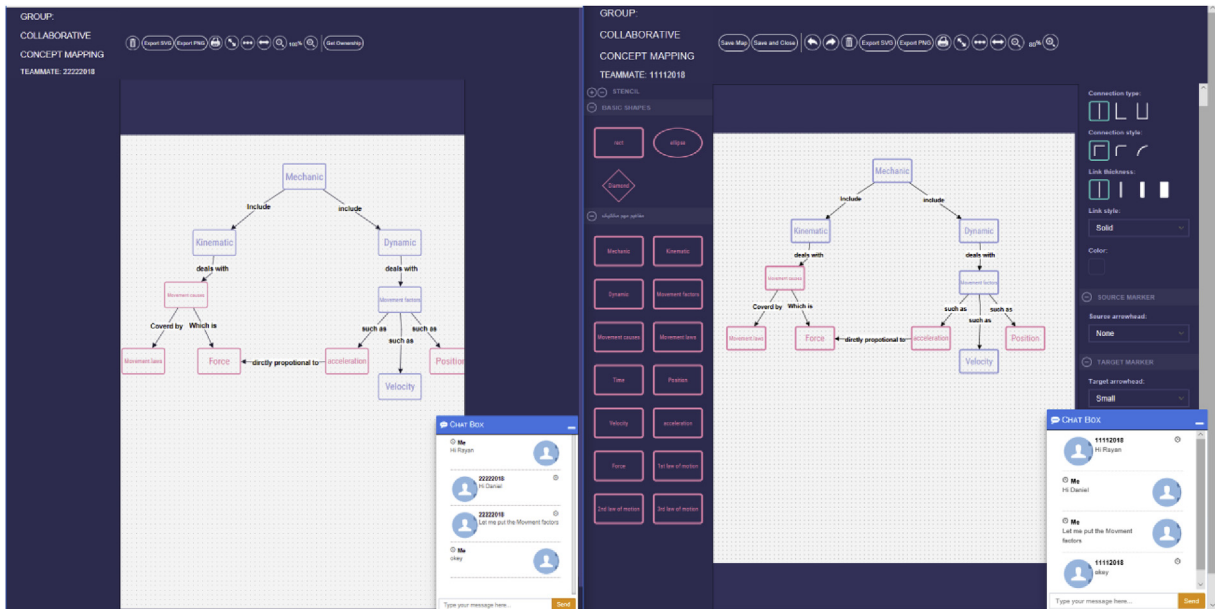 GROUP:
COLLABORATIVE
CONCEPT MAPPING
TEAMMATE: 22222018
Export SVG
Export PNG
100%
Get Ownership
Mechanic
Include
include
Kinematic
Dynamic
deals with
deals with
Movement causes
Movement factors
Coverd by
Which is
such as
such as
such as
Movement laws
Force
dirctly propotional to
acceleration
Position
Velocity
CHAT BOX
Me
Hi Rayan
22222018
Hi Daniel
22222018
Let me put the Movment factors
Me
okey
Type your message here...
Send
GROUP:
COLLABORATIVE
CONCEPT MAPPING
TEAMMATE: 11112018
Save Map
Save and Close
Export SVG
Export PNG
80%
STENCIL
BASIC SHAPES
rect
ellipse
Diamond
Mechanic
Kinematic
Dynamic
Movement factors
Movement causes
Movement laws
Time
Position
Velocity
acceleration
Force
1st law of motion
2nd law of motion
3rd law of motion
Mechanic
Include
include
Kinematic
Dynamic
deals with
deals with
Movement causes
Movement factors
Coverd by
Which is
such as
such as
such as
Movement laws
Force
dirctly propotional to
acceleration
Position
Velocity
Connection type:
Connection style:
Link thickness:
Link style:
Solid
Color:
SOURCE MARKER
Source arrowhead:
None
TARGET MARKER
Target arrowhead:
Small
CHAT BOX
11112018
Hi Rayan
Me
Hi Daniel
Me
Let me put the Movment
factors
11112018
okey
Type your message here...
Send